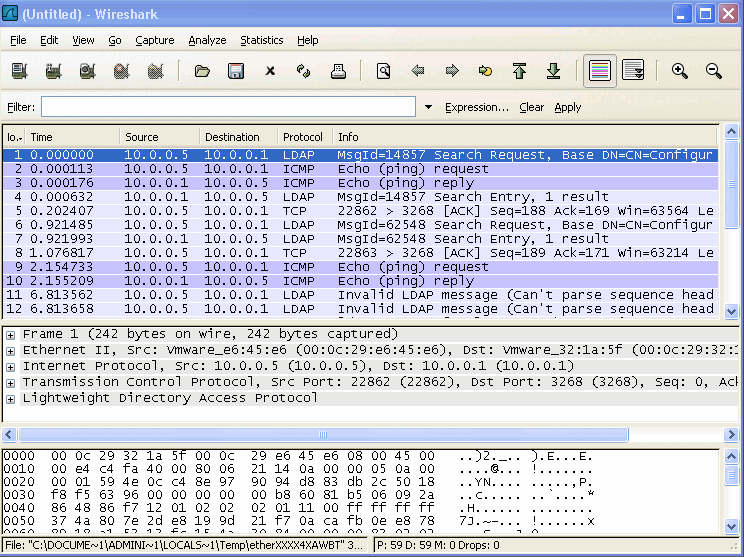 (Untitled) - Wireshark
File Edit View Go Capture Analyze Statistics Help
Filter: Expression... Clear Apply
No. Time Source Destination Protocol Info
1 0.000000 10.0.0.5 10.0.0.1 LDAP MsgId=14857 Search Request, Base DN=CN=Configur
2 0.000113 10.0.0.5 10.0.0.1 ICMP Echo (ping) request
3 0.000176 10.0.0.1 10.0.0.5 ICMP Echo (ping) reply
4 0.000632 10.0.0.1 10.0.0.5 LDAP MsgId=14857 Search Entry, 1 result
5 0.202407 10.0.0.5 10.0.0.1 TCP 22862 > 3268 [ACK] Seq=188 Ack=169 Win=63564 Le
6 0.921485 10.0.0.5 10.0.0.1 LDAP MsgId=62548 Search Request, Base DN=CN=Configur
7 0.921993 10.0.0.1 10.0.0.5 LDAP MsgId=62548 Search Entry, 1 result
8 1.076817 10.0.0.5 10.0.0.1 TCP 22863 > 3268 [ACK] Seq=189 Ack=171 Win=63214 Le
9 2.154733 10.0.0.5 10.0.0.1 ICMP Echo (ping) request
10 2.155209 10.0.0.1 10.0.0.5 ICMP Echo (ping) reply
11 6.813562 10.0.0.5 10.0.0.1 LDAP Invalid LDAP message (Can't parse sequence head
12 6.813658 10.0.0.5 10.0.0.1 LDAP Invalid LDAP message (Can't parse sequence head
Frame 1 (242 bytes on wire, 242 bytes captured)
Ethernet II, Src: Vmware_e6:45:e6 (00:0c:29:e6:45:e6), Dst: Vmware_32:1a:5f (00:0c:29:32:1
Internet Protocol, Src: 10.0.0.5 (10.0.0.5), Dst: 10.0.0.1 (10.0.0.1)
Transmission Control Protocol, Src Port: 22862 (22862), Dst Port: 3268 (3268), Seq: 0, Ack
Lightweight Directory Access Protocol
0000 00 0c 29 32 1a 5f 00 0c 29 e6 45 e6 08 00 45 00 ..)2._.. ).E...E.
0010 00 e4 c4 fa 40 00 80 06 21 14 0a 00 00 05 0a 00 ....@... !.......
0020 00 01 59 4e 0c c4 8e 97 90 94 d8 83 db 2c 50 18 ..YN.... .....,P.
0030 f8 f5 63 96 00 00 00 00 00 b8 60 81 b5 06 09 2a ..c..... ..`....*
0040 86 48 86 f7 12 01 02 02 02 01 11 00 ff ff ff ff .H...... ........
0050 37 4a 80 7e 2d e8 19 9d 21 f7 0a ca fb 0e e8 78 7J.~-... !......x
File: "C:\DOCUME~1\ADMINI~1\LOCALS~1\Temp\etherXXXX4XAWBT" 3... P: 59 D: 59 M: 0 Drops: 0